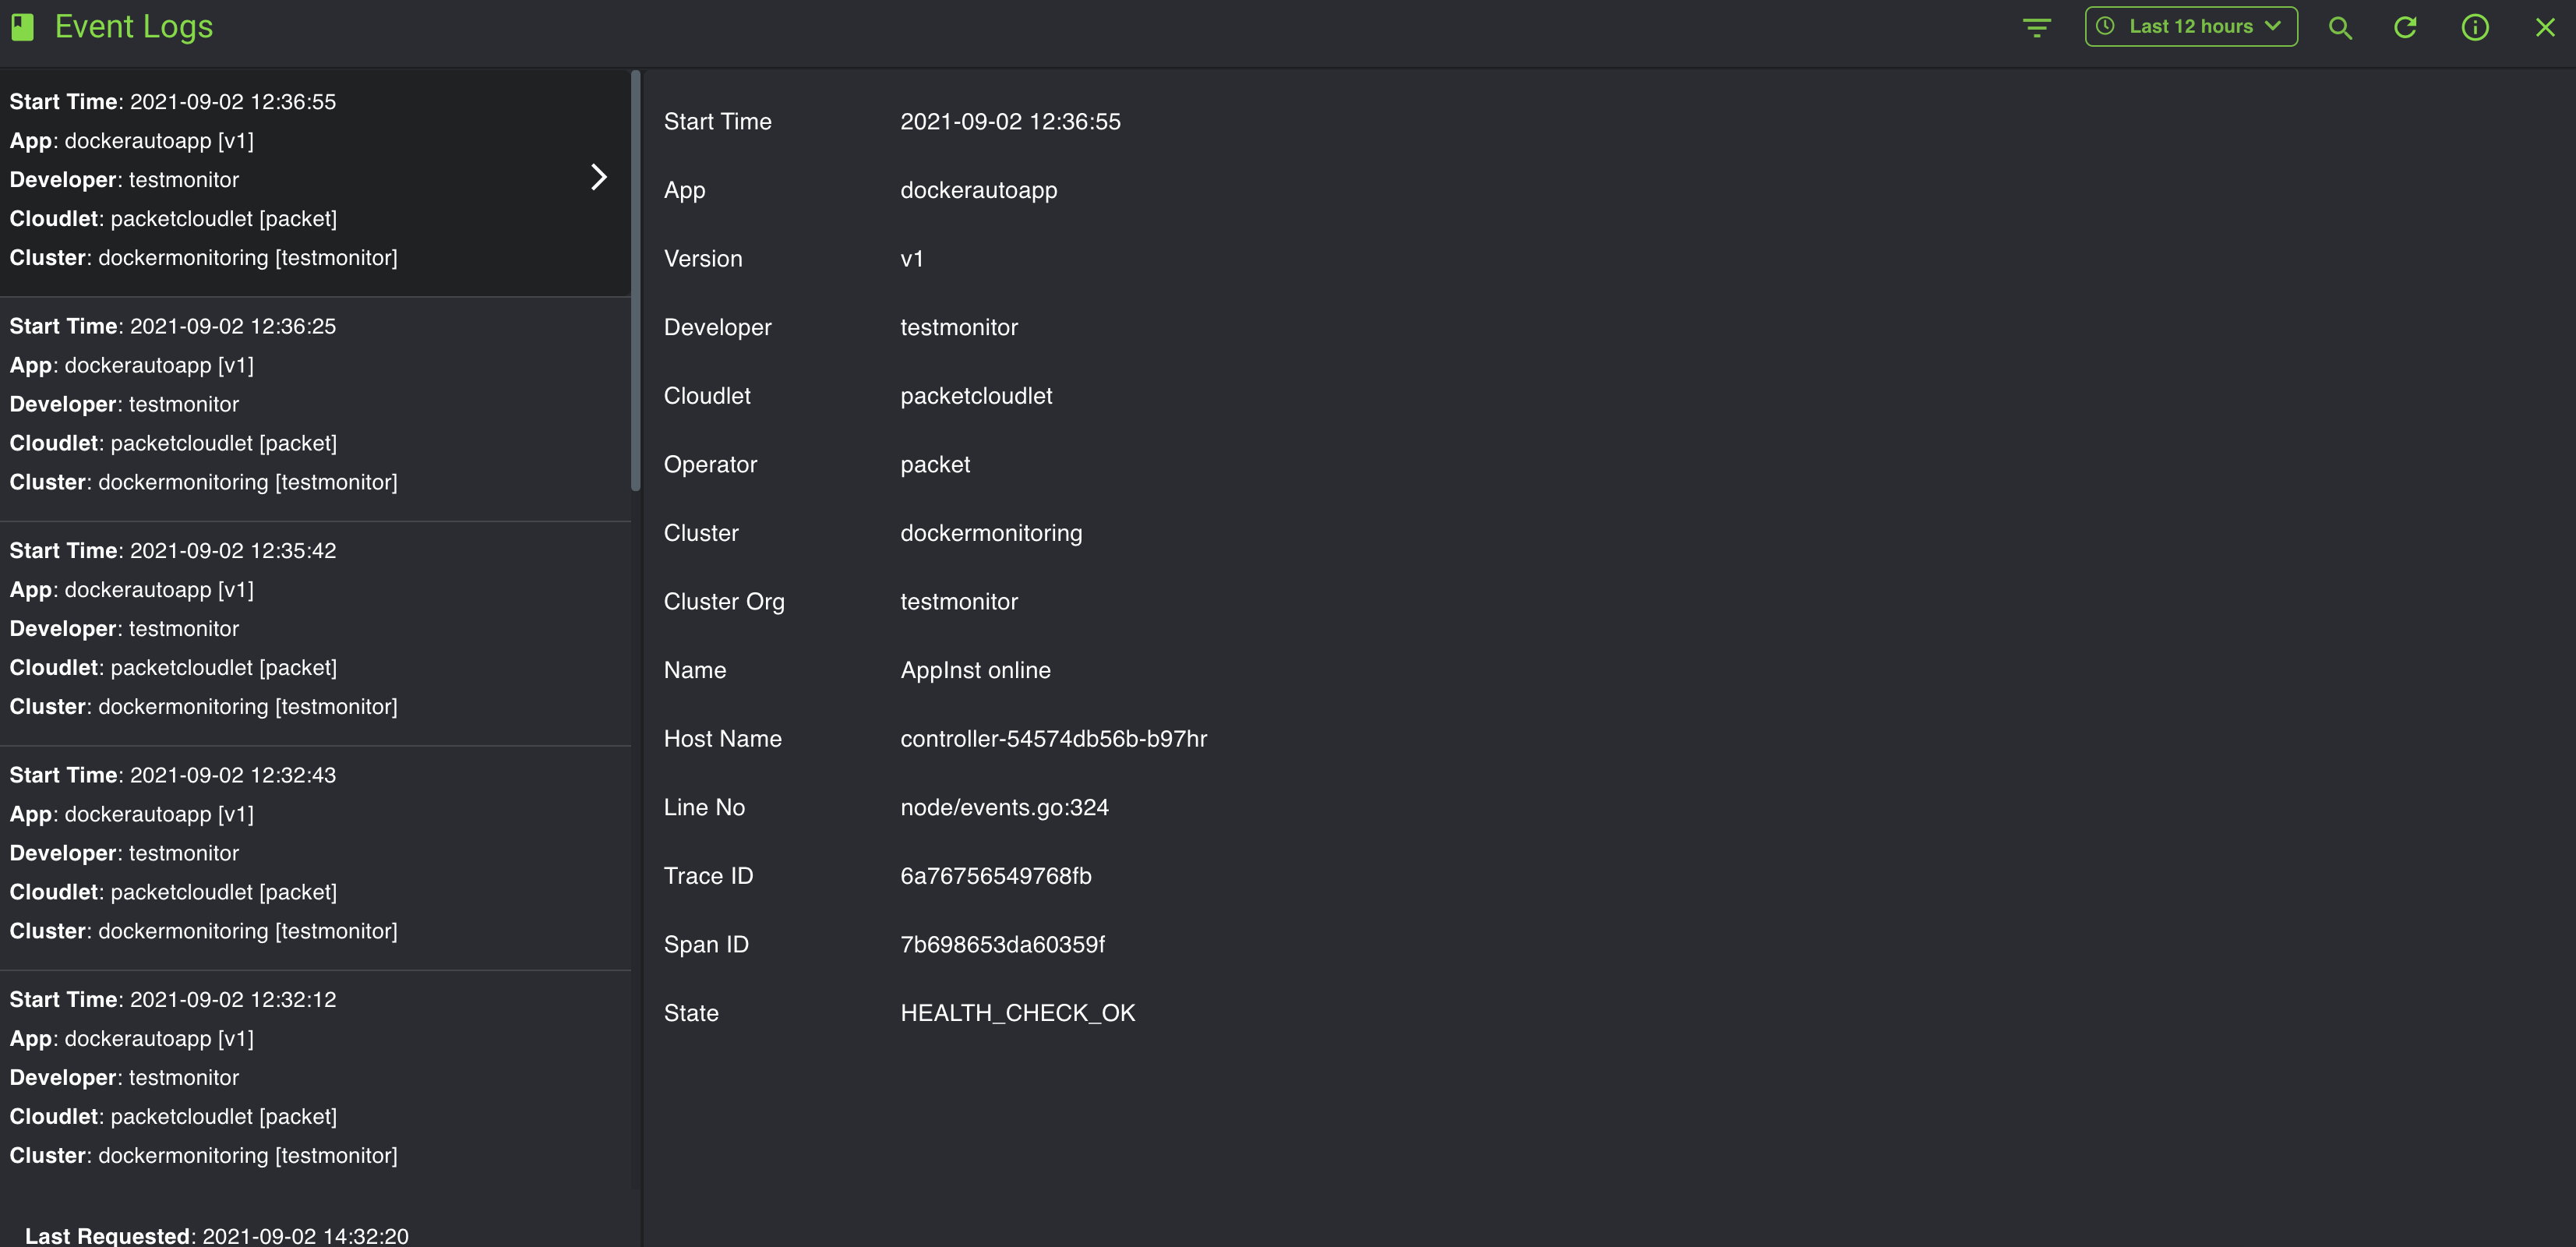 Event Logs
Last 12 hours
Start Time: 2021-09-02 12:36:55
App: dockerautoapp [v1]
Developer: testmonitor
Cloudlet: packetcloudlet [packet]
Cluster: dockermonitoring [testmonitor]
Start Time: 2021-09-02 12:36:25
App: dockerautoapp [v1]
Developer: testmonitor
Cloudlet: packetcloudlet [packet]
Cluster: dockermonitoring [testmonitor]
Start Time: 2021-09-02 12:35:42
App: dockerautoapp [v1]
Developer: testmonitor
Cloudlet: packetcloudlet [packet]
Cluster: dockermonitoring [testmonitor]
Start Time: 2021-09-02 12:32:43
App: dockerautoapp [v1]
Developer: testmonitor
Cloudlet: packetcloudlet [packet]
Cluster: dockermonitoring [testmonitor]
Start Time: 2021-09-02 12:32:12
App: dockerautoapp [v1]
Developer: testmonitor
Cloudlet: packetcloudlet [packet]
Cluster: dockermonitoring [testmonitor]
Last Requested: 2021-09-02 14:32:20
Start Time 2021-09-02 12:36:55
App dockerautoapp
Version v1
Developer testmonitor
Cloudlet packetcloudlet
Operator packet
Cluster dockermonitoring
Cluster Org testmonitor
Name AppInst online
Host Name controller-54574db56b-b97hr
Line No node/events.go:324
Trace ID 6a76756549768fb
Span ID 7b698653da60359f
State HEALTH_CHECK_OK